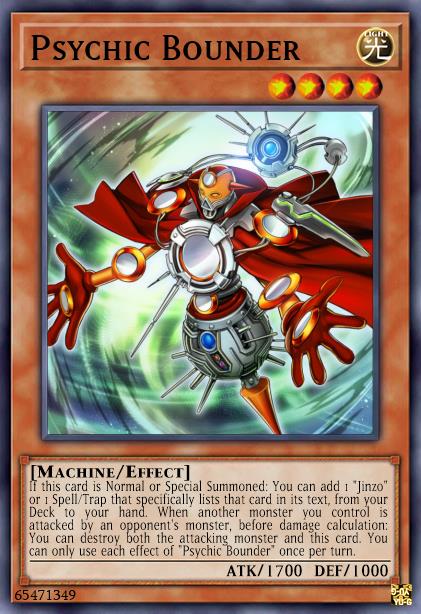 PSYCHIC BOUNDER
LIGHT
光
[MACHINE/EFFECT]
If this card is Normal or Special Summoned: You can add 1 "Jinzo"
or 1 Spell/Trap that specifically lists that card in its text, from your
Deck to your hand. When another monster you control is
attacked by an opponent's monster, before damage calculation:
You can destroy both the attacking monster and this card. You
can only use each effect of "Psychic Bounder" once per turn.
ATK/1700 DEF/1000
65471349